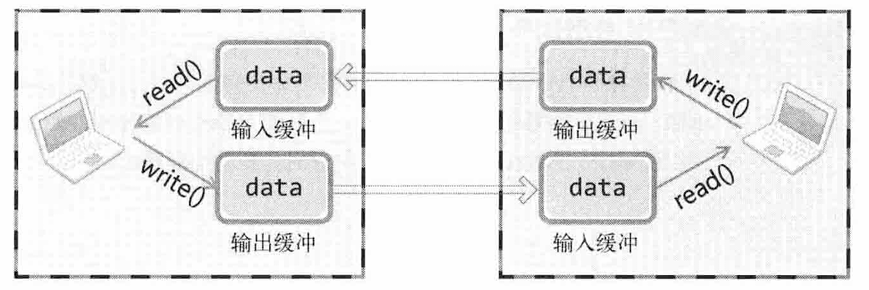 data
read()
输入缓冲
write()
data
输出缓冲
data
write()
输出缓冲
data
read()
输入缓冲